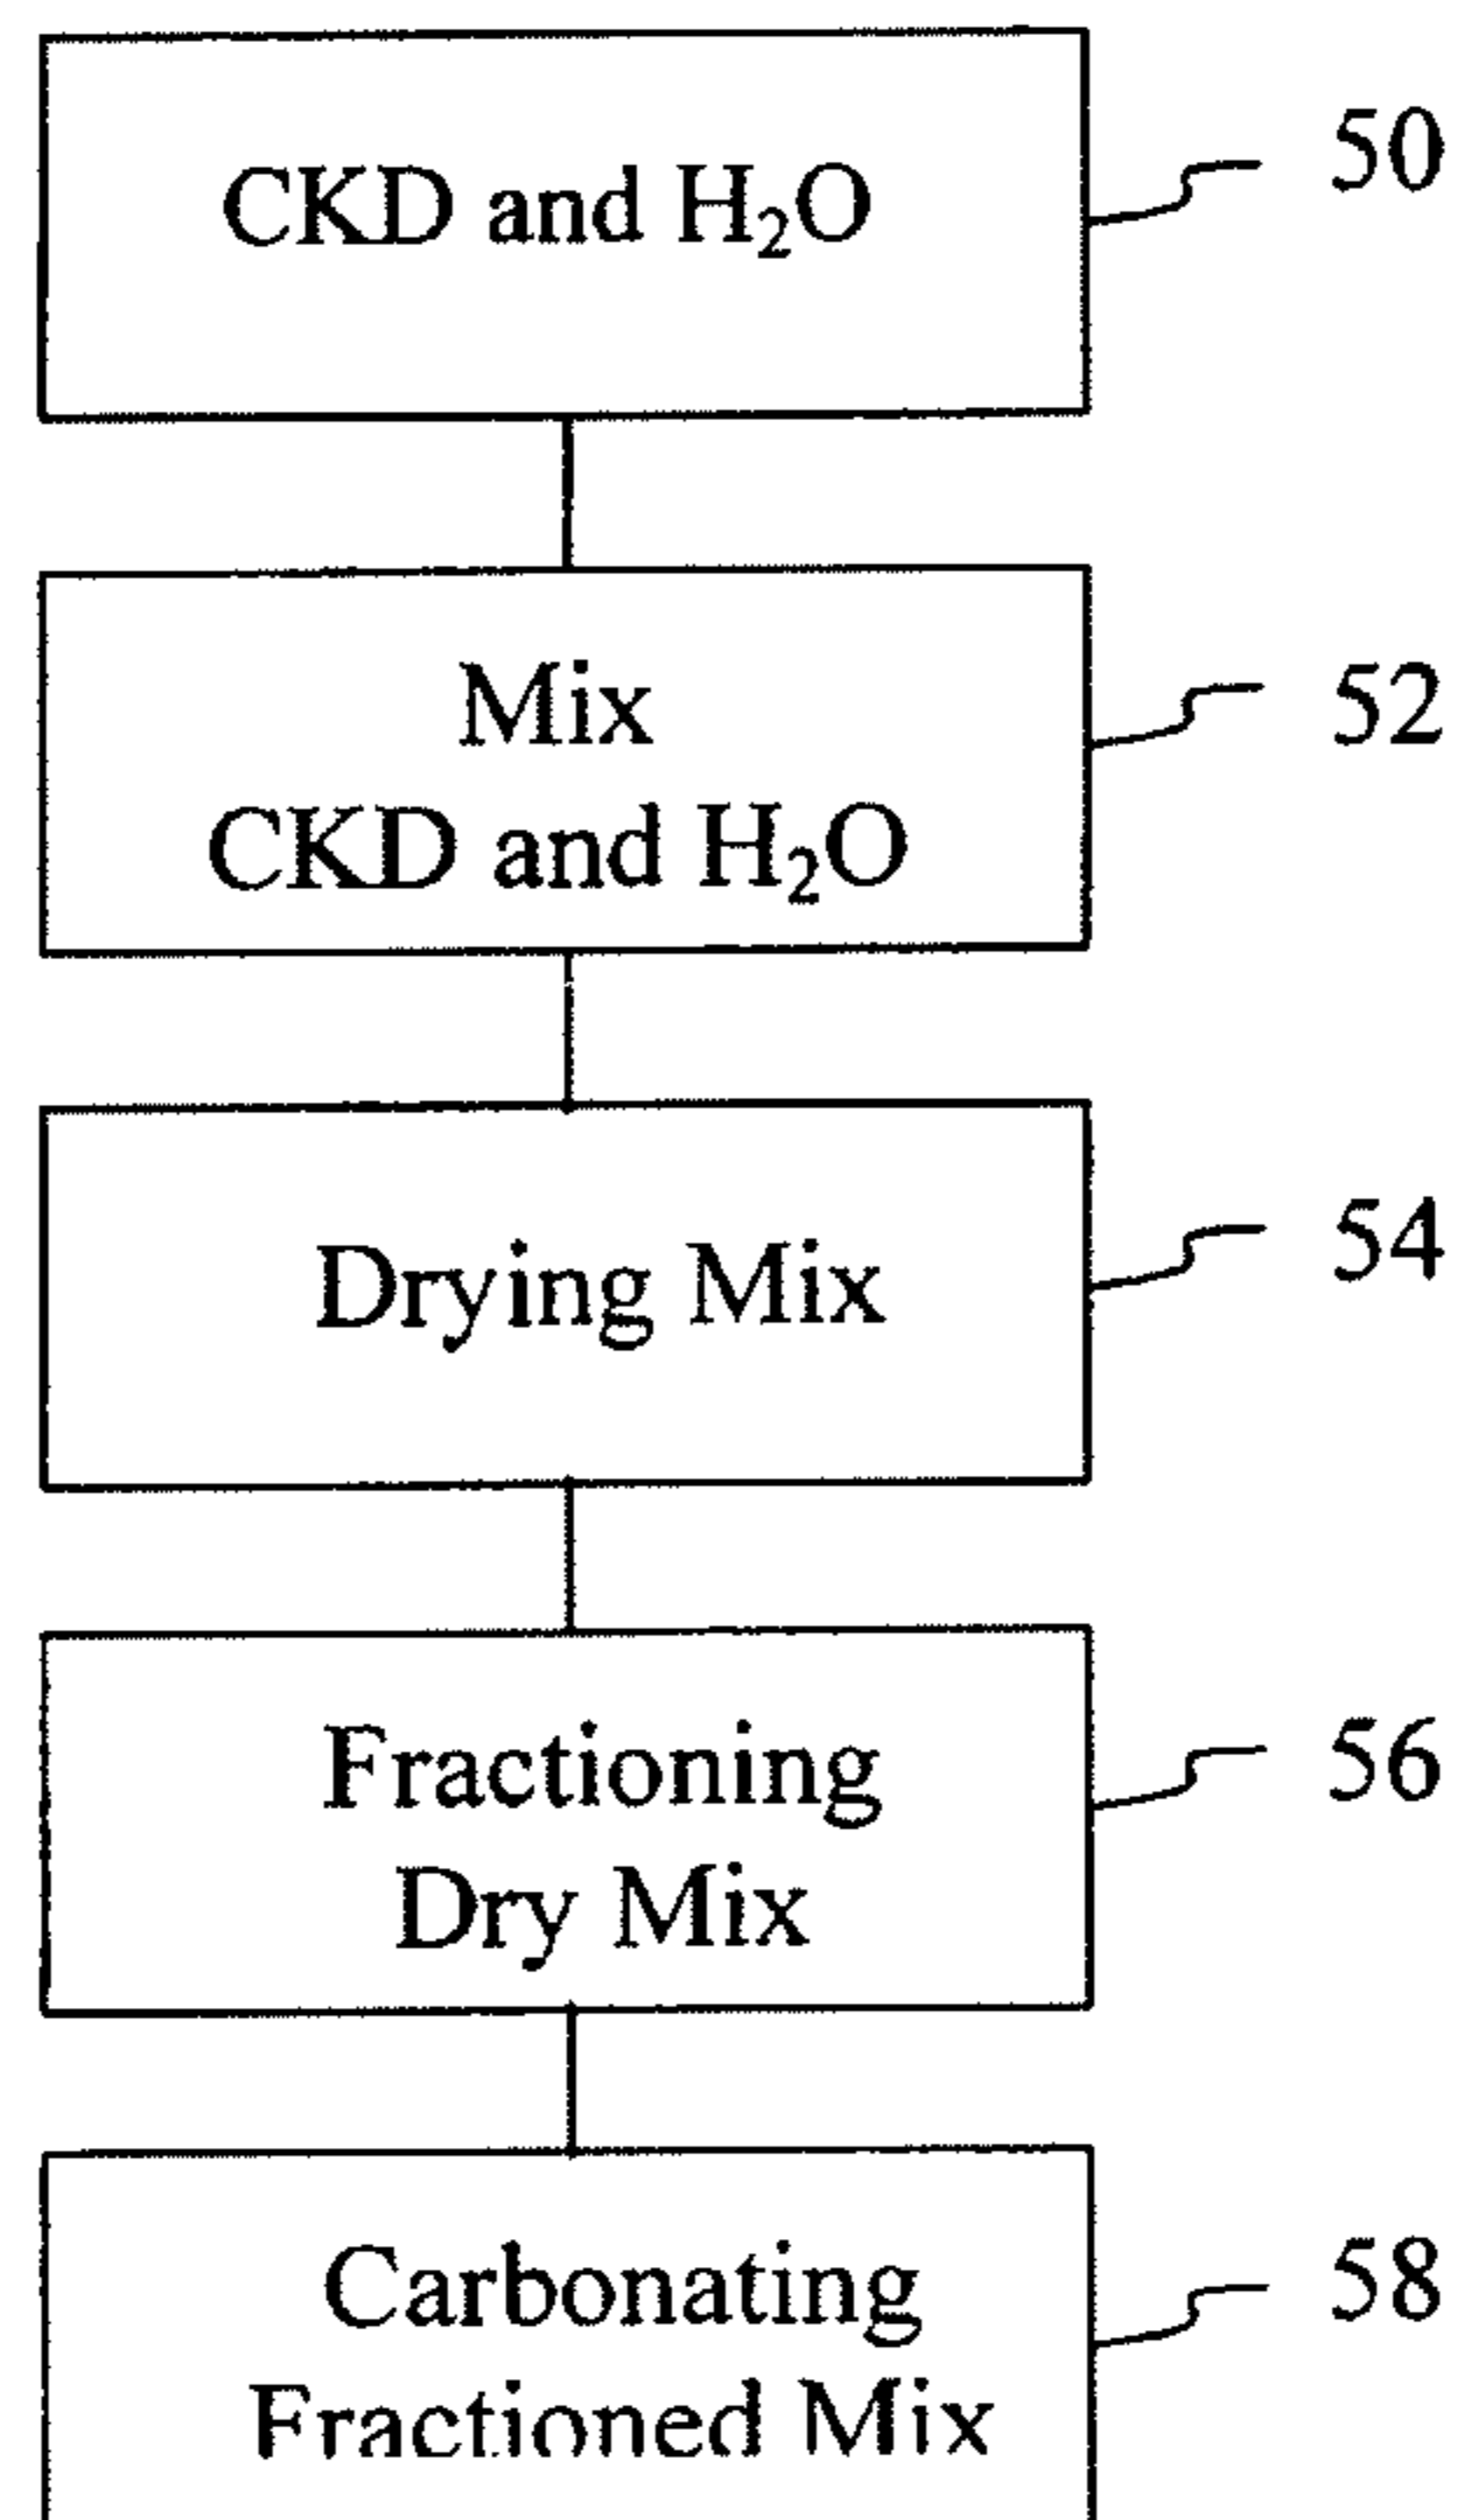 CKD and H₂O
50
Mix
CKD and H₂O
52
Drying Mix
54
Fractioning
Dry Mix
56
Carbonating
Fractioned Mix
58